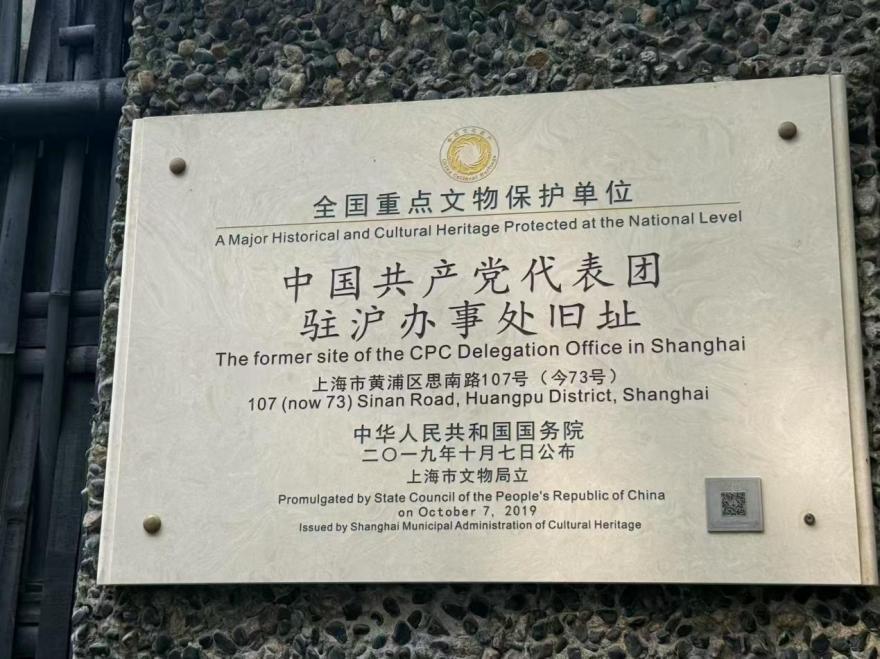 全国重点文物保护单位
A Major Historical and Cultural Heritage Protected at the National Level
中国共产党代表团
驻沪办事处旧址
The former site of the CPC Delegation Office in Shanghai
上海市黄浦区思南路107号（今73号）
107 (now 73) Sinan Road, Huangpu District, Shanghai
中华人民共和国国务院
二〇一九年十月七日公布
上海市文物局立
Promulgated by State Council of the People's Republic of China
on October 7, 2019
Issued by Shanghai Municipal Administration of Cultural Heritage